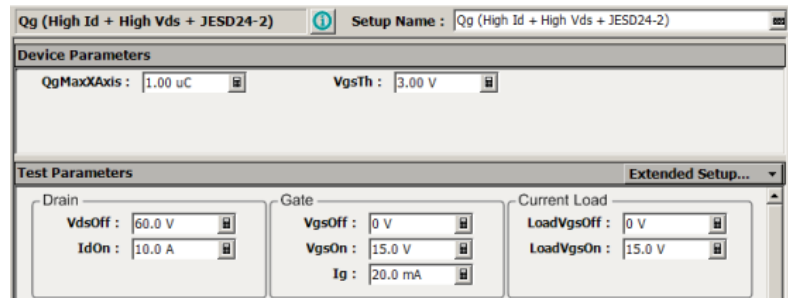 Qg (High Id + High Vds + JESD24-2) Setup Name : Qg (High Id + High Vds + JESD24-2)
Device Parameters
QgMaxXAxis : 1.00 uC VgsTh : 3.00 V
Test Parameters Extended Setup...
Drain Gate Current Load
VdsOff : 60.0 V VgsOff : 0 V LoadVgsOff : 0 V
IdOn : 10.0 A VgsOn : 15.0 V LoadVgsOn : 15.0 V
Ig : 20.0 mA